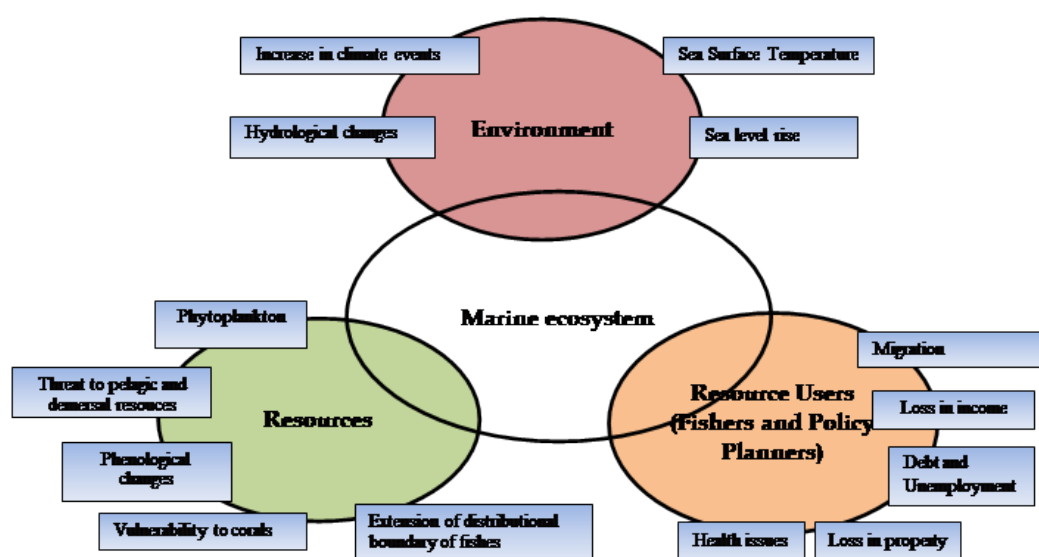 Increase in climate events
Sea Surface Temperature
Hydrological changes
Environment
Sea level rise
Phytoplankton
Marine ecosystem
Migration
Threat to pelagic and
demersal resouces
Resources
Resource Users
(Fishers and Policy
Planners)
Loss in income
Phenological
changes
Debt and
Unemployment
Vulnerability to corals
Extension of distributional
boundary of fishes
Health issues
Loss in property